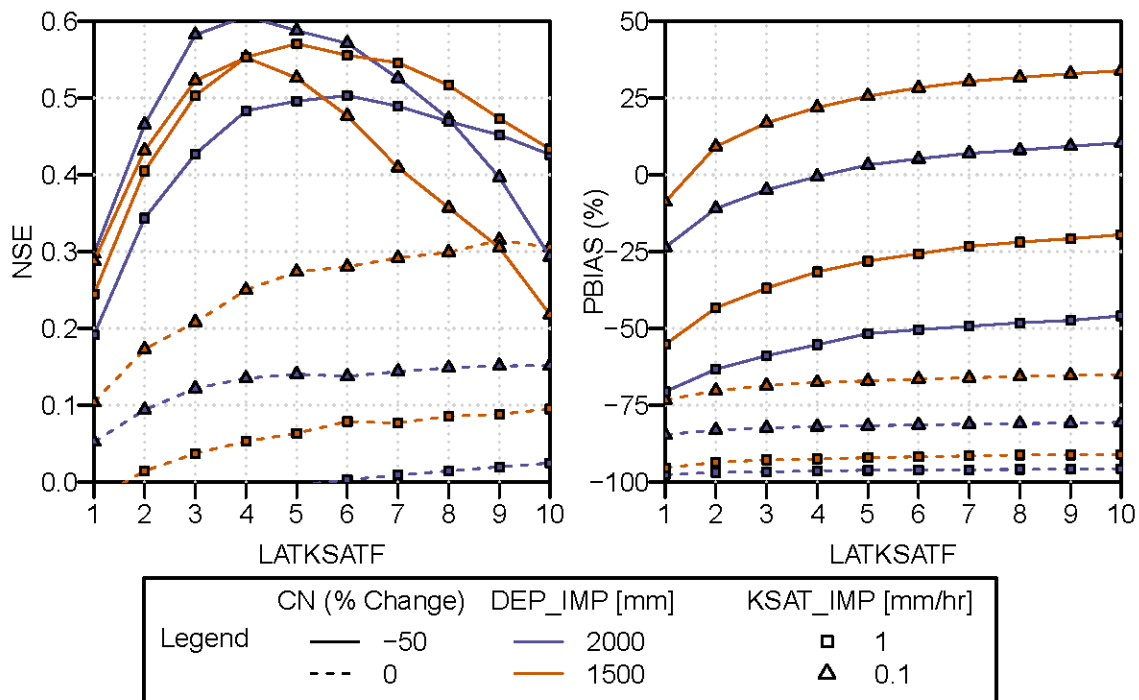 NSE
0.6
0.5
0.4
0.3
0.2
0.1
0.0
1 2 3 4 5 6 7 8 9 10
LATKSATF
PBIAS (%)
50
25
0
−25
−50
−75
−100
1 2 3 4 5 6 7 8 9 10
LATKSATF
CN (% Change) DEP_IMP [mm] KSAT_IMP [mm/hr]
Legend −50 2000 1
0 1500 0.1